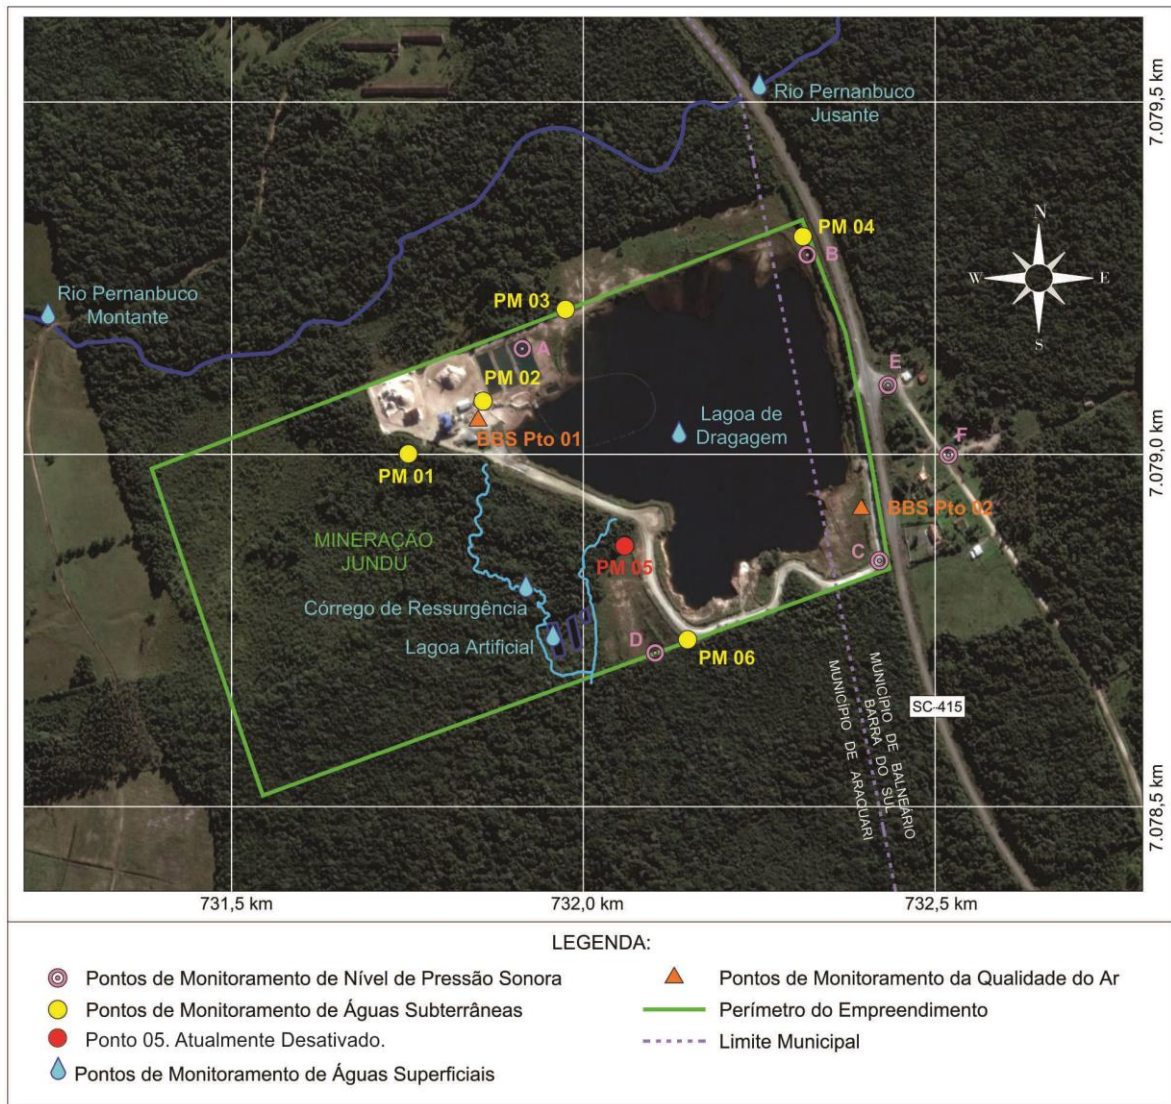 Rio Pernanbuco
Jusante
7.079,5 km
PM 04
B
N
W
E
S
Rio Pernanbuco
Montante
PM 03
A
PM 02
E
Lagoa de
Dragagem
BBS Pto 01
F
7.079,0 km
PM 01
BBS Pto 02
MINERAÇÃO
JUNDU
PM 05
C
Córrego de Ressurgência
Lagoa Artificial
D
PM 06
MUNICÍPIO DE BALNEÁRIO
BARRA DO SUL
MUNICÍPIO DE ARAQUARI
SC-415
7.078,5 km
731,5 km
732,0 km
732,5 km
LEGENDA:
Pontos de Monitoramento de Nível de Pressão Sonora
Pontos de Monitoramento de Águas Subterrâneas
Ponto 05. Atualmente Desativado.
Pontos de Monitoramento de Águas Superficiais
Pontos de Monitoramento da Qualidade do Ar
Perímetro do Empreendimento
Limite Municipal